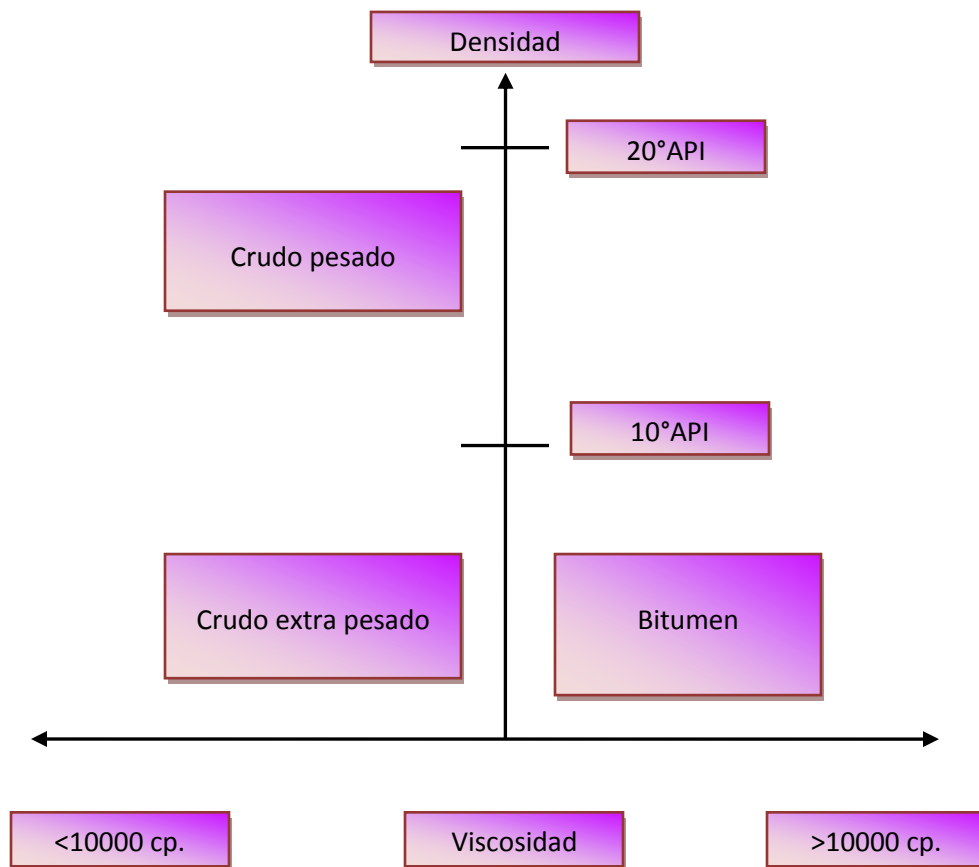 Densidad
20°API
Crudo pesado
10°API
Crudo extra pesado
Bitumen
<10000 cp.
Viscosidad
>10000 cp.